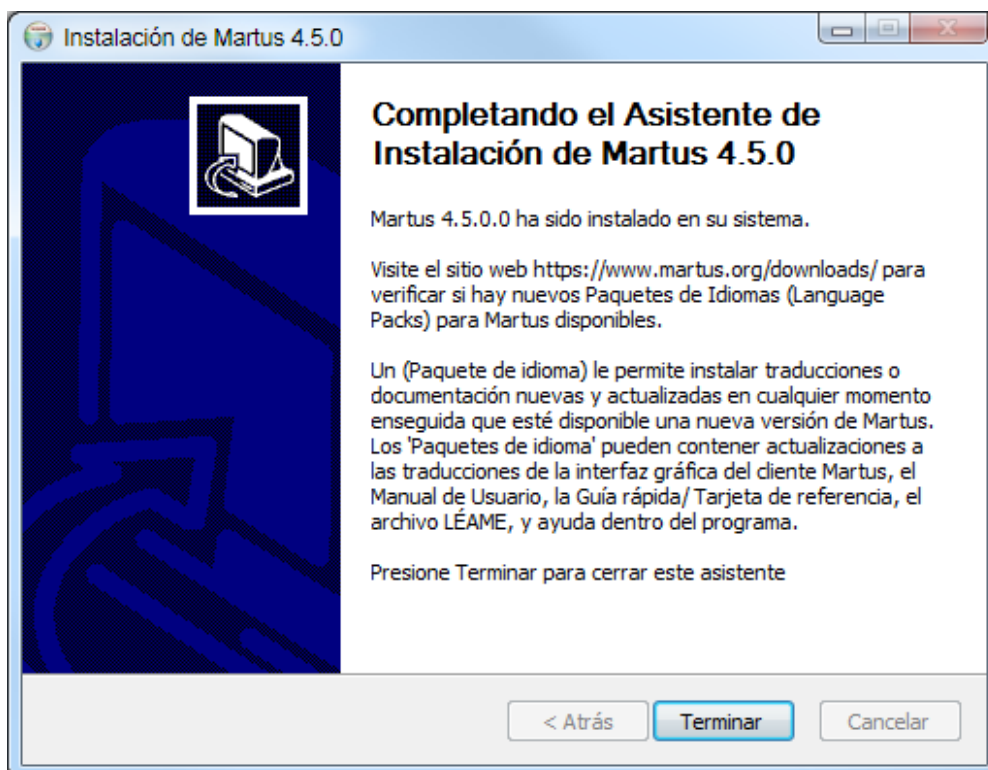 Instalación de Martus 4.5.0
Completando el Asistente de
Instalación de Martus 4.5.0
Martus 4.5.0.0 ha sido instalado en su sistema.
Visite el sitio web https://www.martus.org/downloads/ para
verificar si hay nuevos Paquetes de Idiomas (Language
Packs) para Martus disponibles.
Un (Paquete de idioma) le permite instalar traducciones o
documentación nuevas y actualizadas en cualquier momento
enseguida que esté disponible una nueva versión de Martus.
Los 'Paquetes de idioma' pueden contener actualizaciones a
las traducciones de la interfaz gráfica del cliente Martus, el
Manual de Usuario, la Guía rápida/ Tarjeta de referencia, el
archivo LÉAME, y ayuda dentro del programa.
Presione Terminar para cerrar este asistente
< Atrás
Terminar
Cancelar